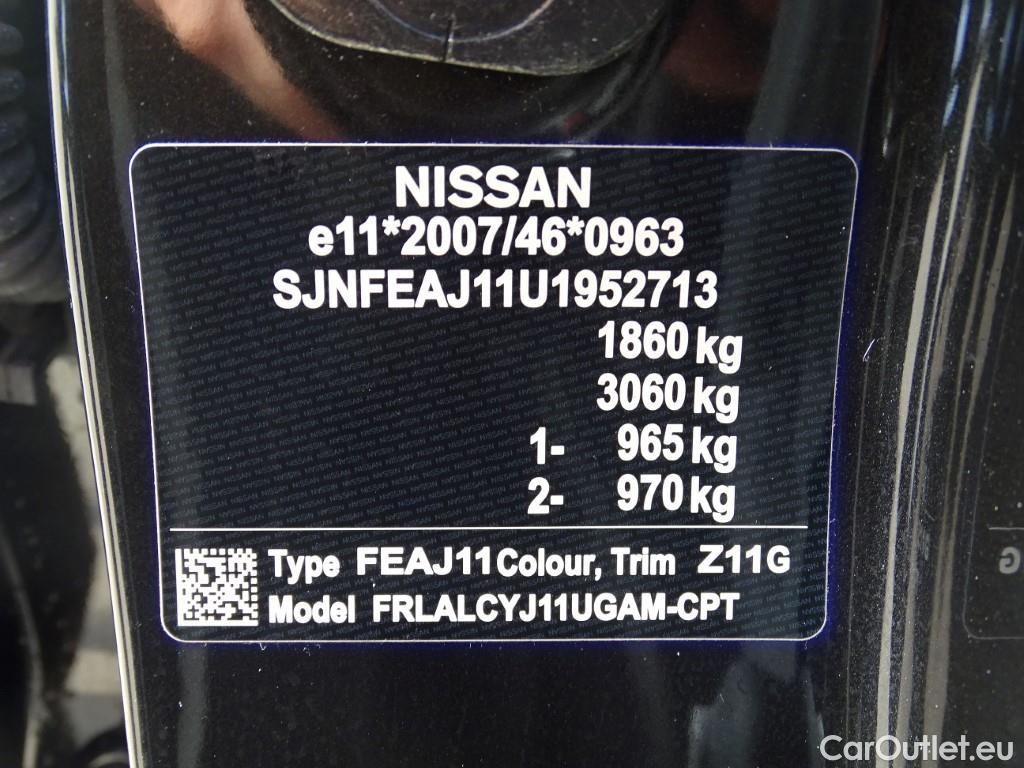 NISSAN
e11*2007/46*0963
SJNFEAJ11U1952713
1860 kg
3060 kg
1- 965 kg
2- 970 kg
Type FEAJ11 Colour, Trim Z11G
Model FRLALCYJ11UGAM-CPT
G
CarOutlet.eu